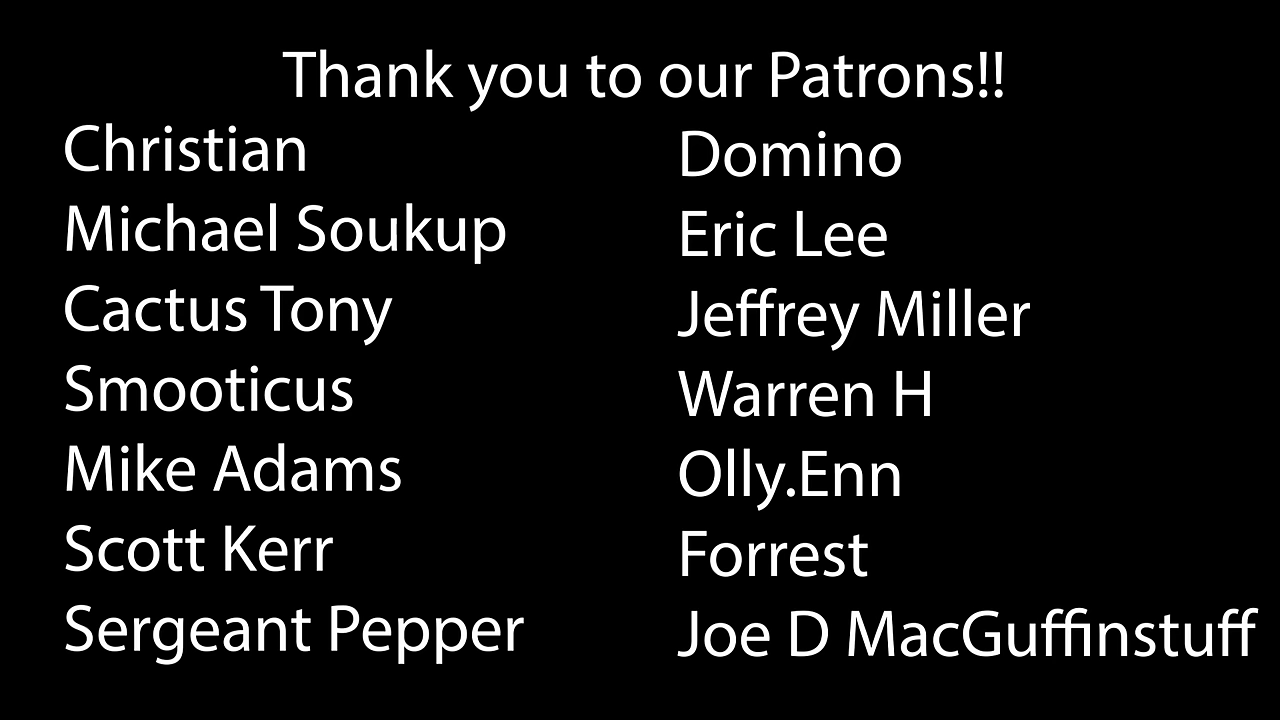 Thank you to our Patrons!!
Christian
Michael Soukup
Cactus Tony
Smooticus
Mike Adams
Scott Kerr
Sergeant Pepper
Domino
Eric Lee
Jeffrey Miller
Warren H
Olly.Enn
Forrest
Joe D MacGuffinstuff